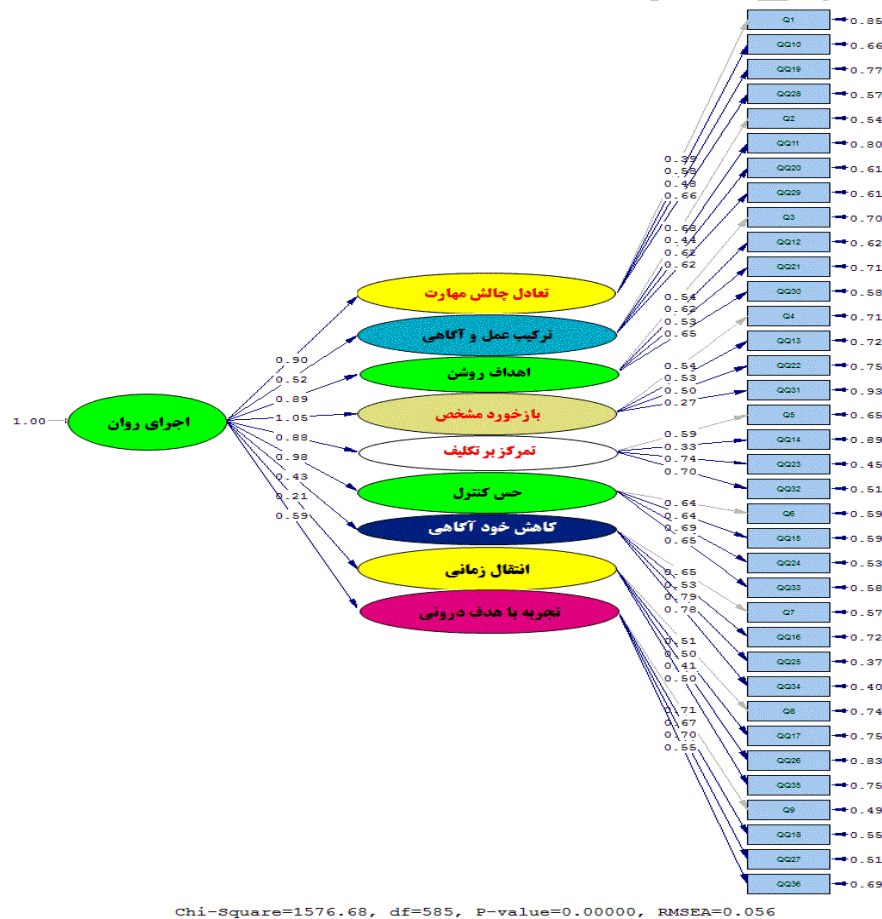 Q1 0.85
QQ10 0.66
QQ19 0.77
QQ28 0.57
Q2 0.54
QQ11 0.80
QQ20 0.61
QQ29 0.61
Q3 0.70
QQ12 0.62
QQ21 0.71
QQ30 0.58
Q4 0.71
QQ13 0.72
QQ22 0.75
QQ31 0.93
Q5 0.65
QQ14 0.89
QQ23 0.45
QQ32 0.51
Q6 0.59
QQ15 0.59
QQ24 0.53
QQ33 0.58
Q7 0.57
QQ16 0.72
QQ25 0.37
QQ34 0.40
Q8 0.74
QQ17 0.75
QQ26 0.83
QQ35 0.75
Q9 0.49
QQ18 0.55
QQ27 0.51
QQ36 0.69
0.39
0.58
0.48
0.66
0.68
0.44
0.62
0.62
0.54
0.62
0.53
0.65
0.54
0.53
0.50
0.27
0.59
0.33
0.74
0.70
0.64
0.64
0.69
0.65
0.65
0.53
0.79
0.78
0.51
0.50
0.41
0.50
0.71
0.67
0.70
0.55
تعادل چالش مهارت
ترکیب عمل و آگاهی
اهداف روشن
بازخورد مشخص
تمرکز بر تکلیف
حس کنترل
کاهش خود آگاهی
انتقال زمانی
تجربه با هدف درونی
0.90
0.52
0.89
1.05
0.88
0.98
0.43
0.21
0.59
1.00
اجرای روان
Chi-Square=1576.68, df=585, P-value=0.00000, RMSEA=0.056